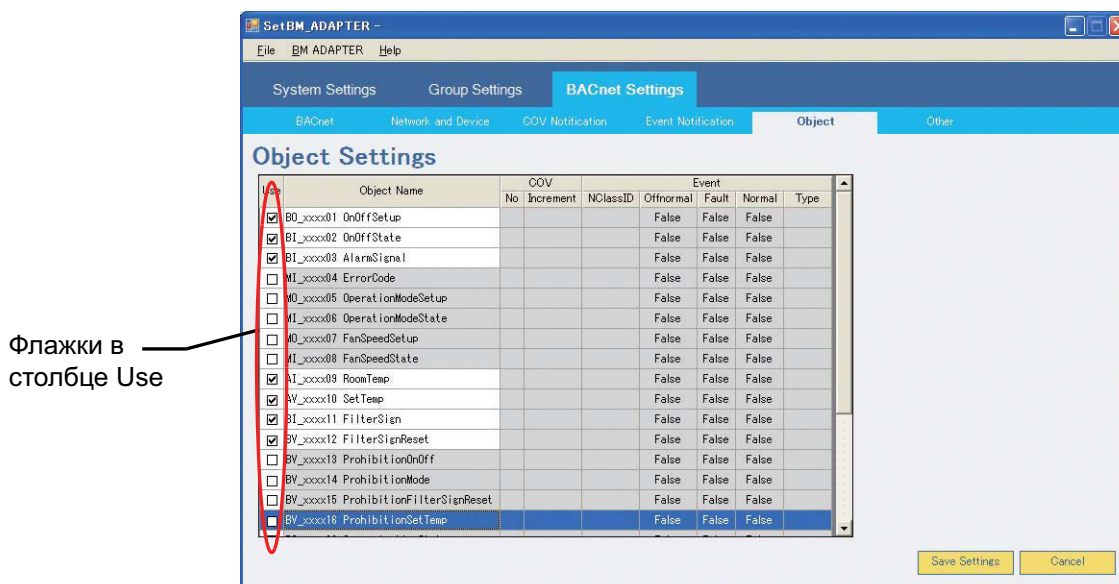 SetBM_ADAPTER -
File BM ADAPTER Help
System Settings Group Settings BACnet Settings
BACnet Network and Device COV Notification Event Notification Object Other
Object Settings
Use Object Name COV Event
No Increment NClassID Offnormal Fault Normal Type
BO_xxxx01 OnOffSetup False False False
BI_xxxx02 OnOffState False False False
BI_xxxx03 AlarmSignal False False False
MI_xxxx04 ErrorCode False False False
MO_xxxx05 OperationModeSetup False False False
MI_xxxx06 OperationModeState False False False
MO_xxxx07 FanSpeedSetup False False False
MI_xxxx08 FanSpeedState False False False
AI_xxxx09 RoomTemp False False False
AV_xxxx10 SetTemp False False False
BI_xxxx11 FilterSign False False False
BV_xxxx12 FilterSignReset False False False
BV_xxxx13 ProhibitionOnOff False False False
BV_xxxx14 ProhibitionMode False False False
BV_xxxx15 ProhibitionFilterSignReset False False False
BV_xxxx16 ProhibitionSetTemp False False False
Save Settings Cancel
Флажки в
столбце Use